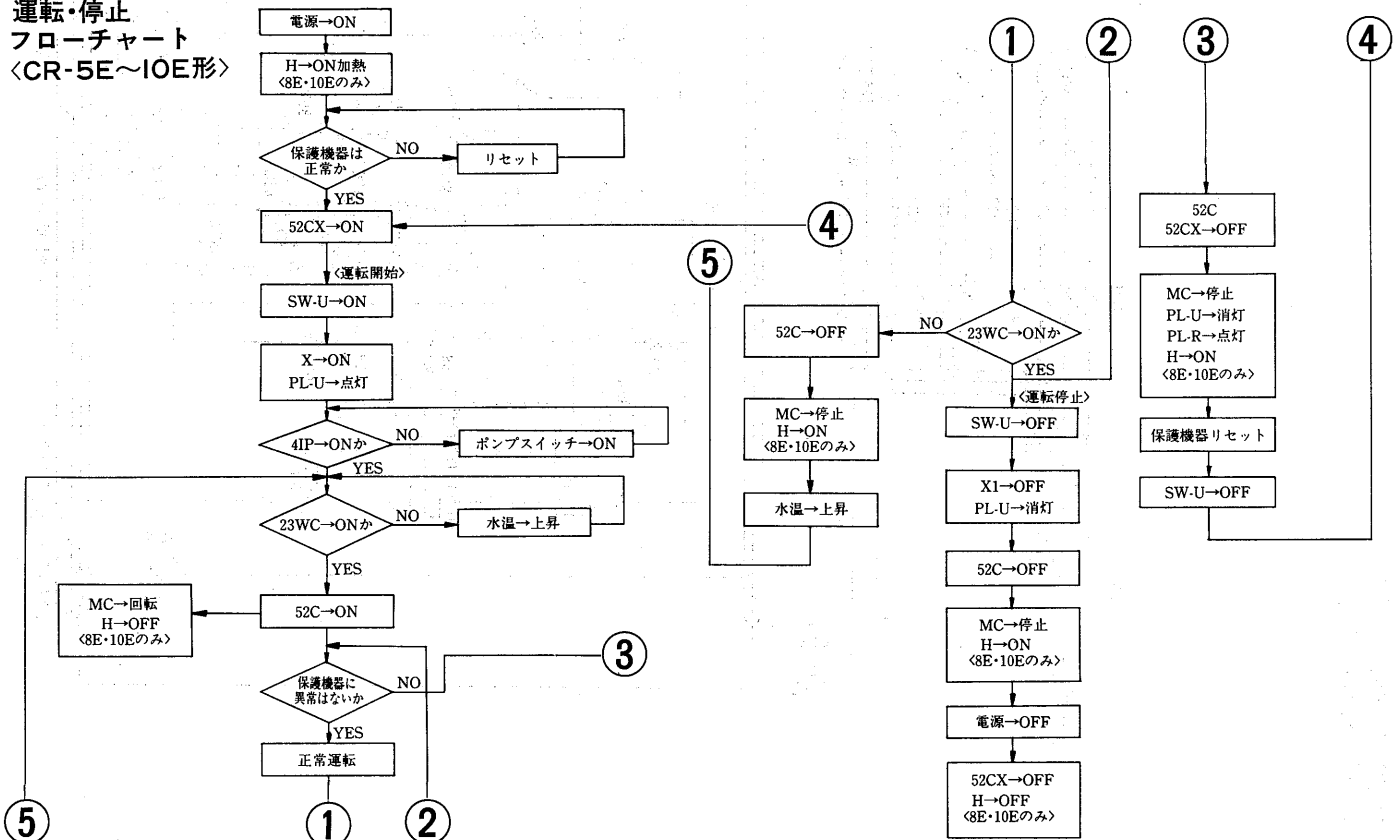 運転・停止
フローチャート
〈CR-5E～10E形〉
電源→ON
H→ON加熱
〈8E・10Eのみ〉
保護機器は
正常か
NO
リセット
YES
52CX→ON
④
〈運転開始〉
SW-U→ON
X→ON
PL-U→点灯
4IP→ONか
NO
ポンプスイッチ→ON
YES
23WC→ONか
NO
水温→上昇
YES
52C→ON
MC→回転
H→OFF
〈8E・10Eのみ〉
③
保護機器に
異常はないか
NO
YES
正常運転
⑤
①
②
①
②
③
④
⑤
23WC→ONか
NO
52C→OFF
MC→停止
H→ON
〈8E・10Eのみ〉
水温→上昇
YES
〈運転停止〉
SW-U→OFF
X1→OFF
PL-U→消灯
52C→OFF
MC→停止
H→ON
〈8E・10Eのみ〉
電源→OFF
52CX→OFF
H→OFF
〈8E・10Eのみ〉
52C
52CX→OFF
MC→停止
PL-U→消灯
PL-R→点灯
H→ON
〈8E・10Eのみ〉
保護機器リセット
SW-U→OFF